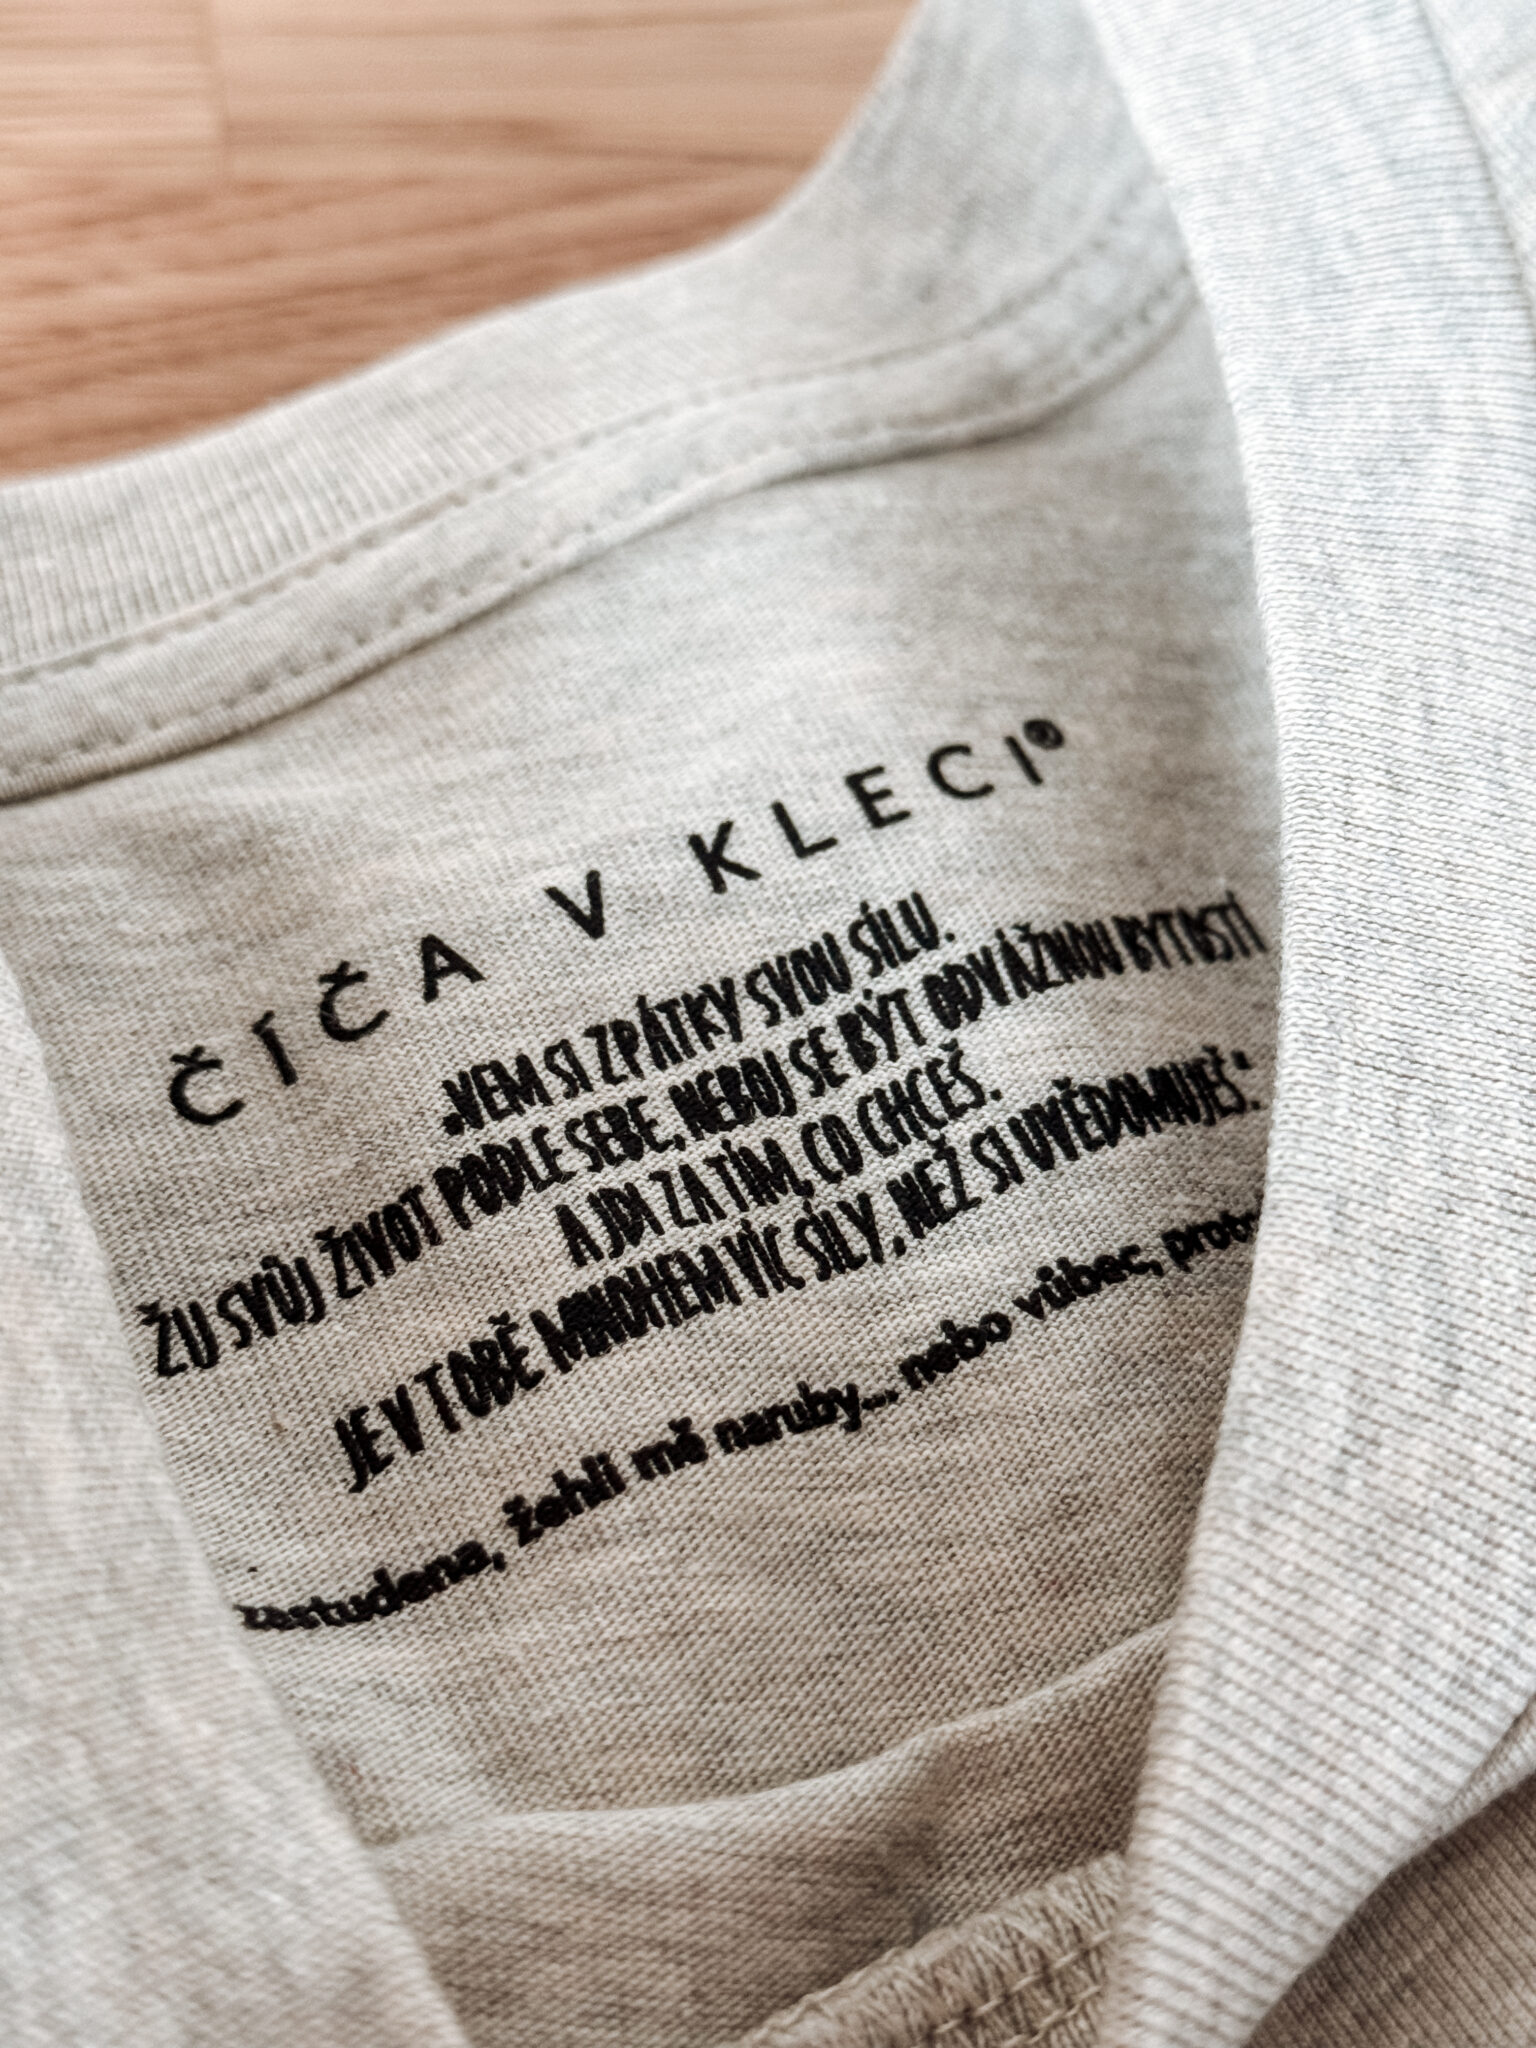 ČÍČA V KLECI®
„VEM SI ZPÁTKY SVOU SÍLU.
ŽIJ SVŮJ ŽIVOT PODLE SEBE, NEBOJ SE BÝT ODVÁŽNOU BYTOSTÍ
A JDI ZA TÍM, CO CHCEŠ.
JE V TOBĚ MNOHEM VÍC SÍLY, NEŽ SI UVĚDOMUJEŠ.“
zastudena, žehli mě naruby... nebo vůbec,